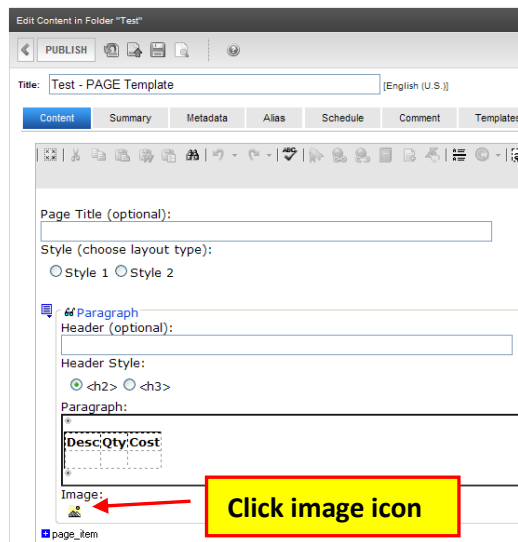 Edit Content in Folder "Test"
PUBLISH
Title: Test - PAGE Template [English (U.S.)]
Content Summary Metadata Alias Schedule Comment Templates
ABC
Page Title (optional):
Style (choose layout type):
Style 1 Style 2
Paragraph
Header (optional):
Header Style:
<h2> <h3>
Paragraph:
Desc Qty Cost
Image:
Click image icon
page_item